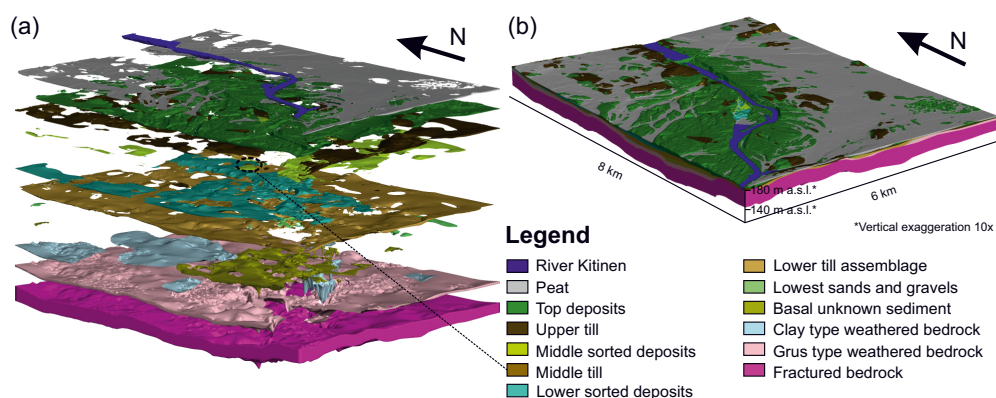 (a)
N
(b)
N
8 km
6 km
180 m a.s.l.*
140 m a.s.l.*
*Vertical exaggeration 10x
Legend
River Kitinen
Peat
Top deposits
Upper till
Middle sorted deposits
Middle till
Lower sorted deposits
Lower till assemblage
Lowest sands and gravels
Basal unknown sediment
Clay type weathered bedrock
Grus type weathered bedrock
Fractured bedrock